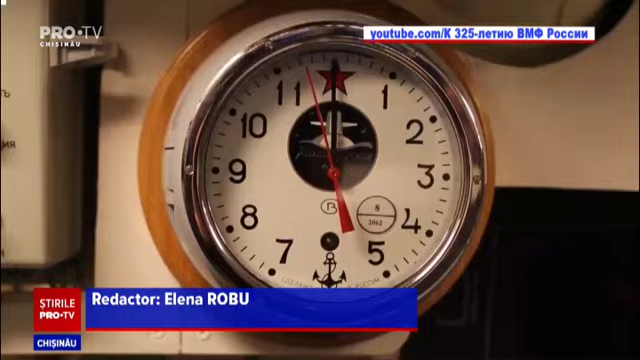 PRO•TV
CHIȘINĂU
youtube.com/К 325-летию ВМФ России
11
1
10
2
9
3
8
4
7
5
8
2062
ȘTIRILE
PRO•TV
CHIȘINĂU
Redactor: Elena ROBU